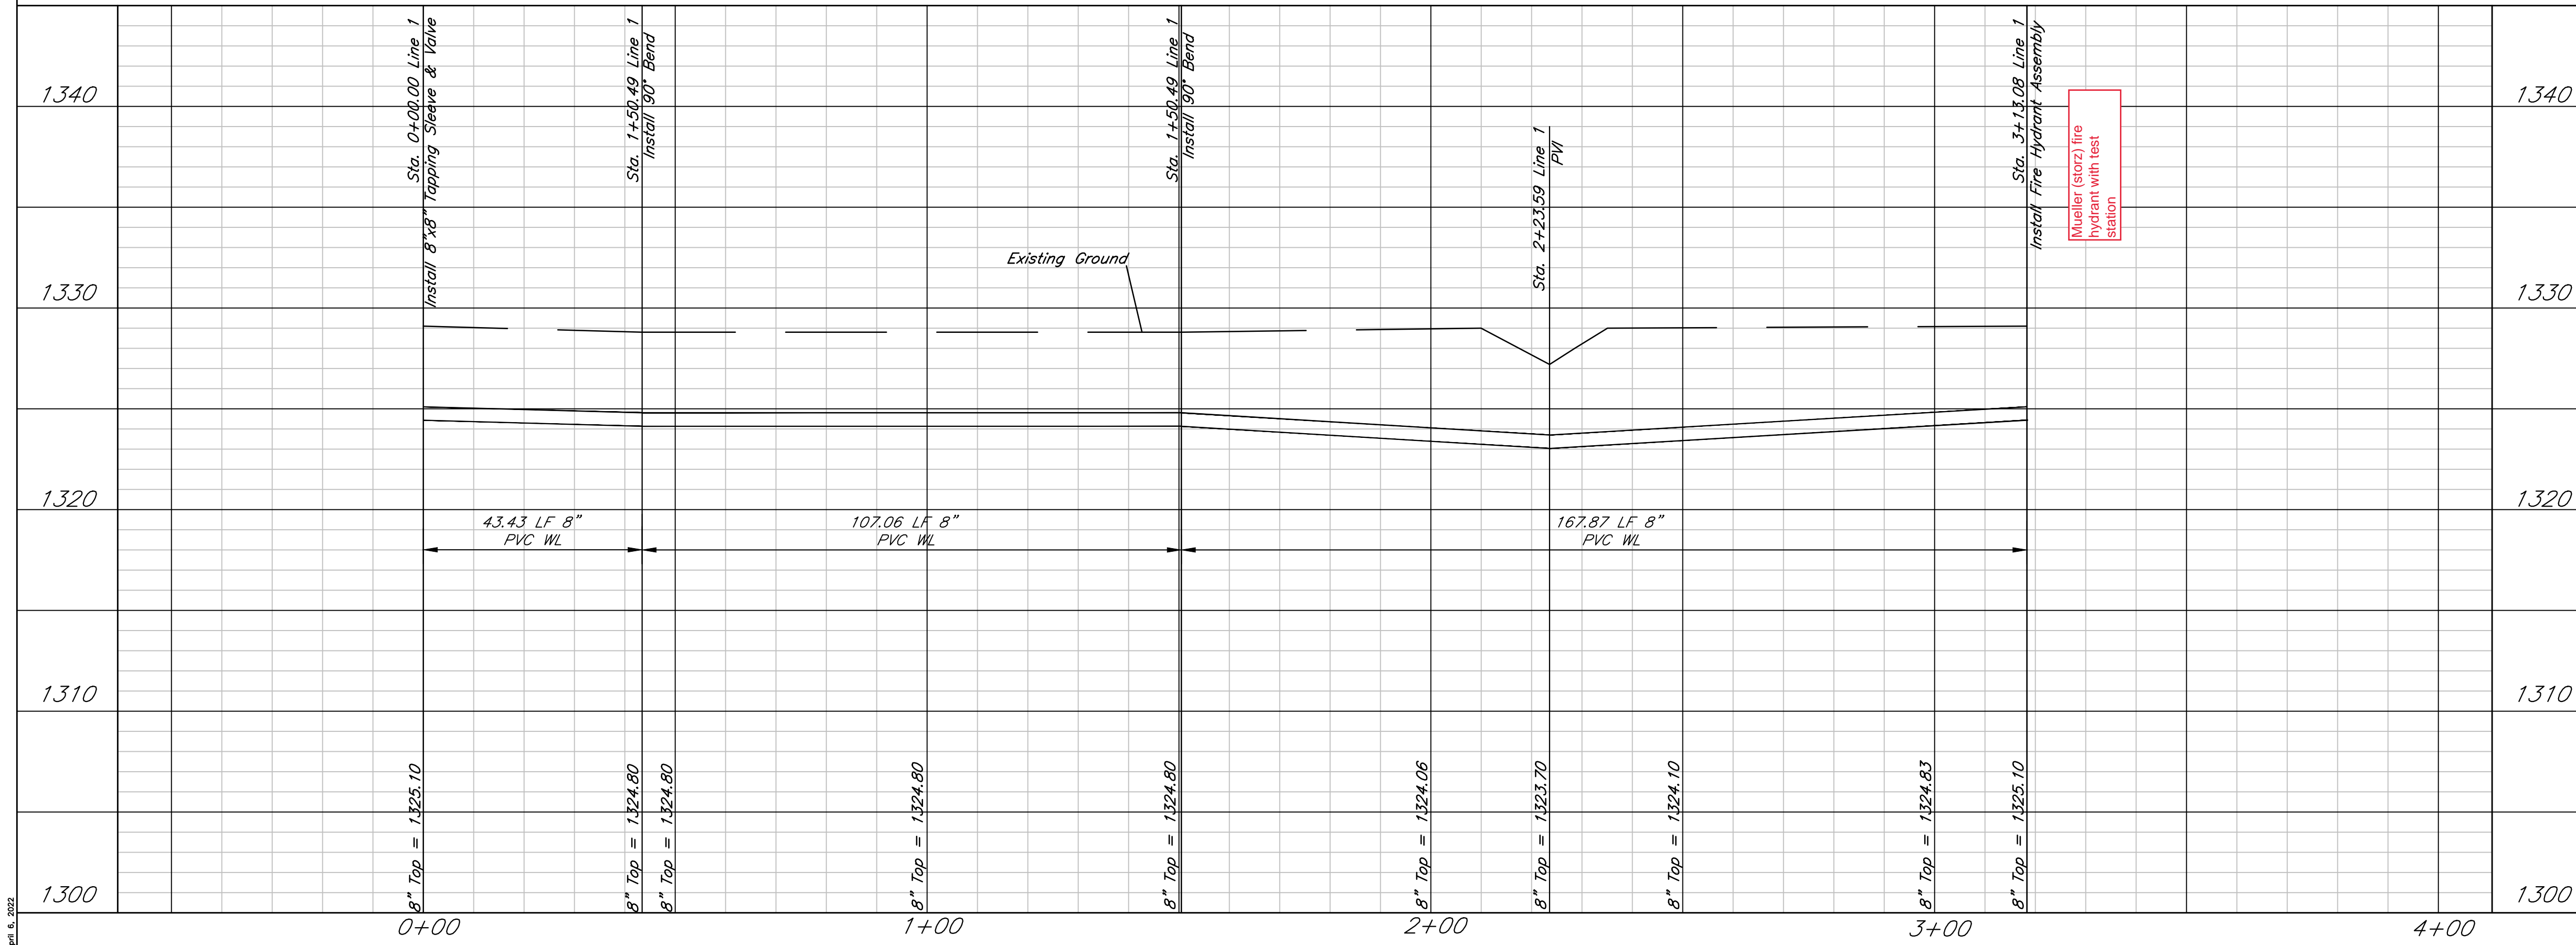 Sta. 0+00.00 Line 1
Install 8"x8" Tapping Sleeve & Valve
Sta. 1+50.49 Line 1
Install 90° Bend
Sta. 1+50.49 Line 1
Install 90° Bend
Sta. 2+23.59 Line 1
PVI
Sta. 3+13.08 Line 1
Install Fire Hydrant Assembly
Mueller (storz) fire
hydrant with test
station
1340
1340
Existing Ground
1330
1330
1320
1320
43.43 LF 8"
PVC WL
107.06 LF 8"
PVC WL
167.87 LF 8"
PVC WL
1310
1310
8" Top = 1325.10
8" Top = 1324.80
8" Top = 1324.80
8" Top = 1324.80
8" Top = 1324.80
8" Top = 1324.06
8" Top = 1323.70
8" Top = 1324.10
8" Top = 1324.83
8" Top = 1325.10
1300
1300
0+00
1+00
2+00
3+00
4+00
6, 2022